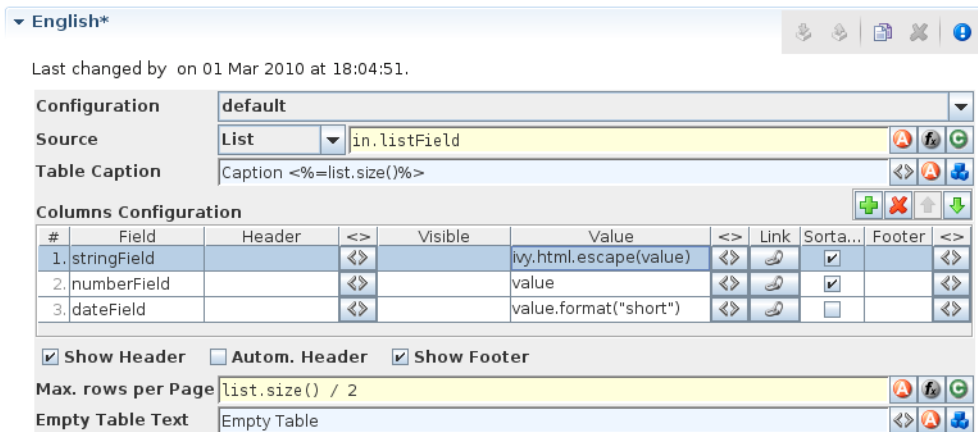 English*
Last changed by  on 01 Mar 2010 at 18:04:51.
Configuration default
Source List in.listField
Table Caption Caption <%=list.size()%>
Columns Configuration
# Field Header <> Visible Value <> Link Sorta... Footer <>
1. stringField ivy.html.escape(value)
2. numberField value
3. dateField value.format("short")
Show Header Autom. Header Show Footer
Max. rows per Page list.size() / 2
Empty Table Text Empty Table